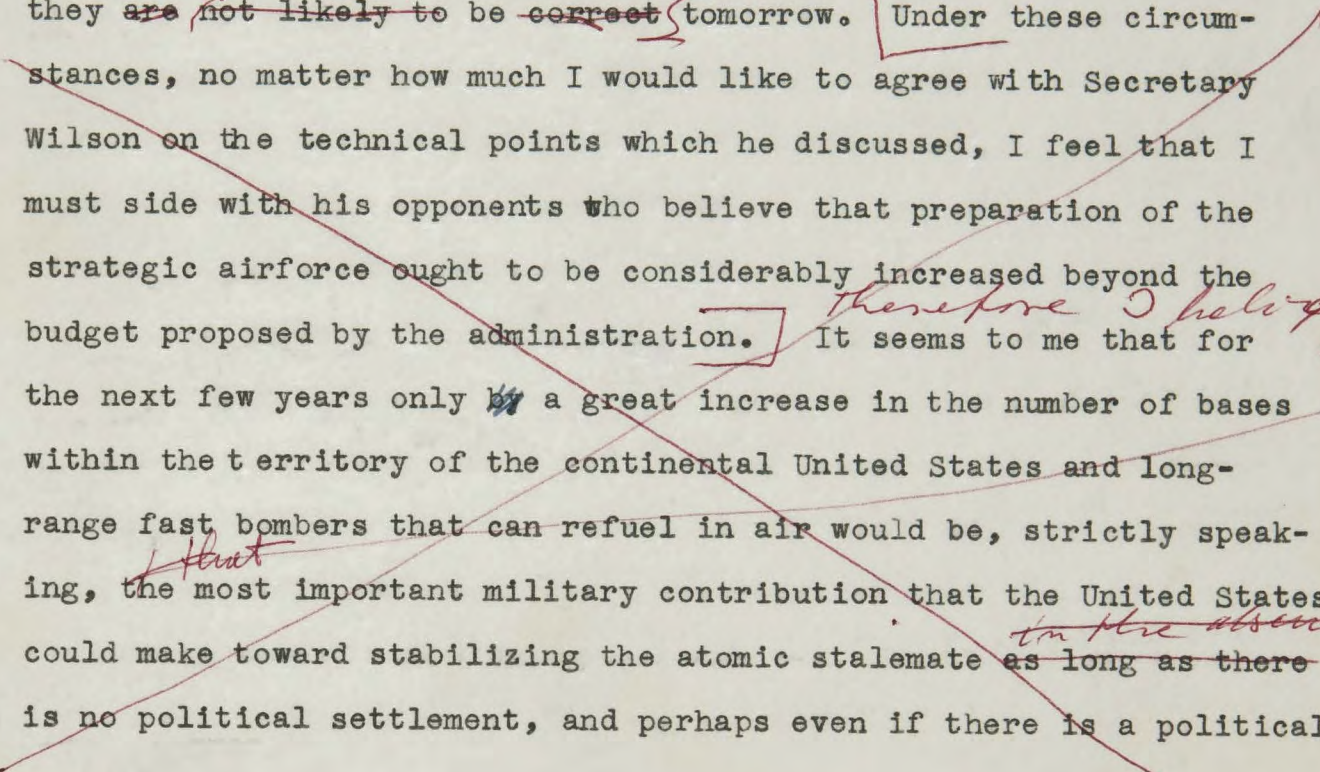 they are not likely to be correct tomorrow. Under these circum-
stances, no matter how much I would like to agree with Secretary
Wilson on the technical points which he discussed, I feel that I
must side with his opponents who believe that preparation of the
strategic airforce ought to be considerably increased beyond the
therefore I
budget proposed by the administration. It seems to me that for
the next few years only by a great increase in the number of bases
within the t erritory of the continental United States and long-
range fast bombers that can refuel in air would be, strictly speak-
that
ing, the most important military contribution that the United States
in the
could make toward stabilizing the atomic stalemate as long as there
is no political settlement, and perhaps even if there is a political